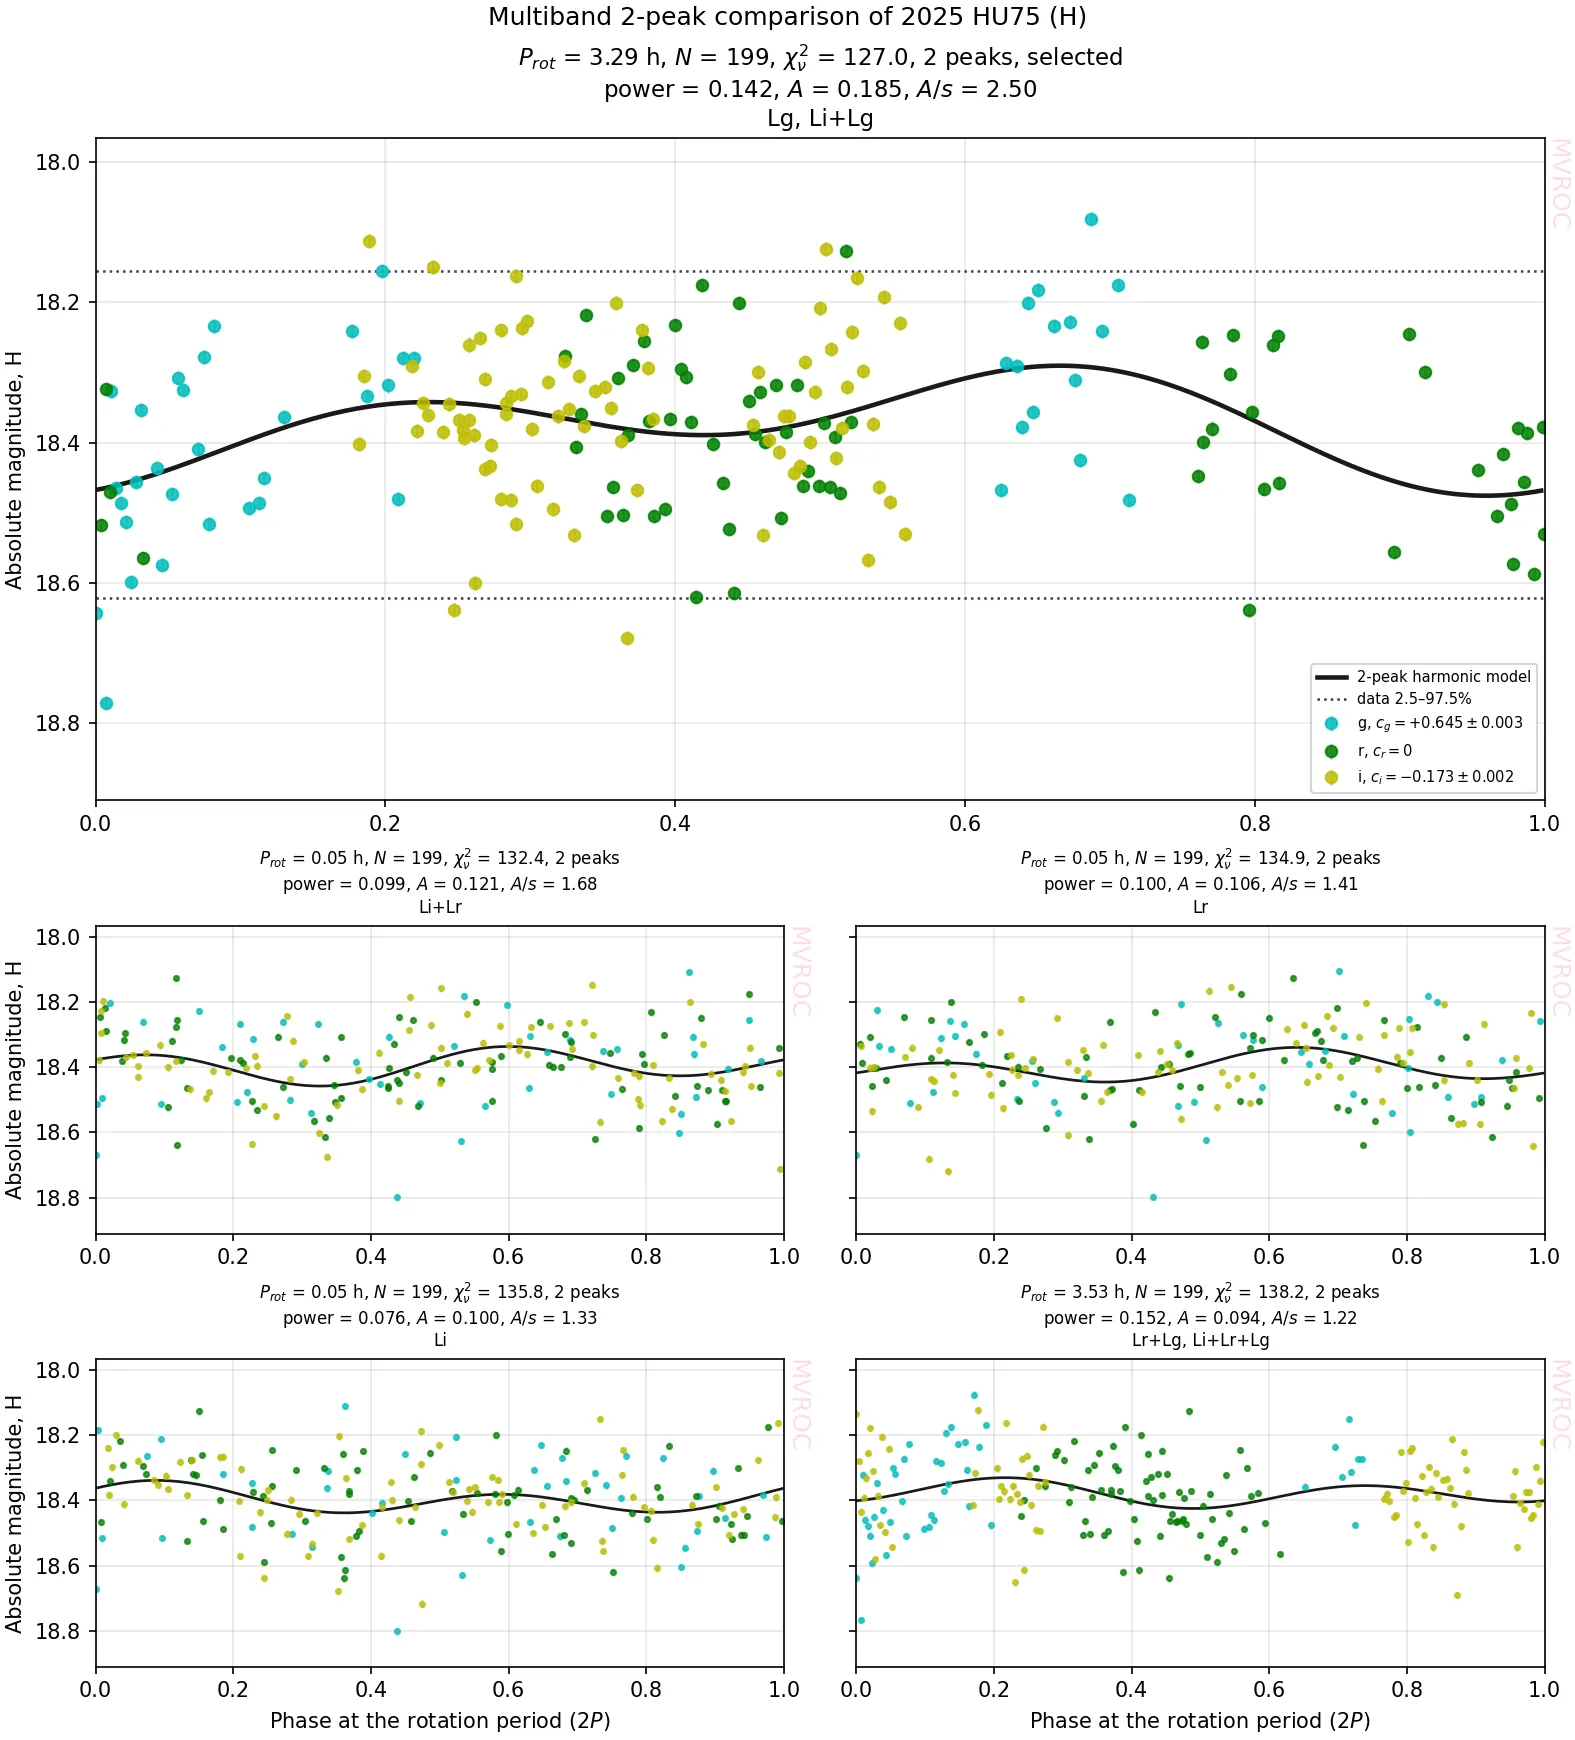 Multiband 2-peak comparison of 2025 HU75 (H)
P_rot = 3.29 h, N = 199, χ²_ν = 127.0, 2 peaks, selected
power = 0.142, A = 0.185, A/s = 2.50
Lg, Li+Lg
MVROC
Absolute magnitude, H
18.0
18.2
18.4
18.6
18.8
2-peak harmonic model
data 2.5–97.5%
g, c_g = +0.645 ± 0.003
r, c_r = 0
i, c_i = −0.173 ± 0.002
0.0 0.2 0.4 0.6 0.8 1.0
P_rot = 0.05 h, N = 199, χ²_ν = 132.4, 2 peaks
power = 0.099, A = 0.121, A/s = 1.68
Li+Lr
MVROC
Absolute magnitude, H
18.0
18.2
18.4
18.6
18.8
0.0 0.2 0.4 0.6 0.8 1.0
P_rot = 0.05 h, N = 199, χ²_ν = 134.9, 2 peaks
power = 0.100, A = 0.106, A/s = 1.41
Lr
MVROC
0.0 0.2 0.4 0.6 0.8 1.0
P_rot = 0.05 h, N = 199, χ²_ν = 135.8, 2 peaks
power = 0.076, A = 0.100, A/s = 1.33
Li
MVROC
Absolute magnitude, H
18.0
18.2
18.4
18.6
18.8
0.0 0.2 0.4 0.6 0.8 1.0
Phase at the rotation period (2P)
P_rot = 3.53 h, N = 199, χ²_ν = 138.2, 2 peaks
power = 0.152, A = 0.094, A/s = 1.22
Lr+Lg, Li+Lr+Lg
MVROC
0.0 0.2 0.4 0.6 0.8 1.0
Phase at the rotation period (2P)